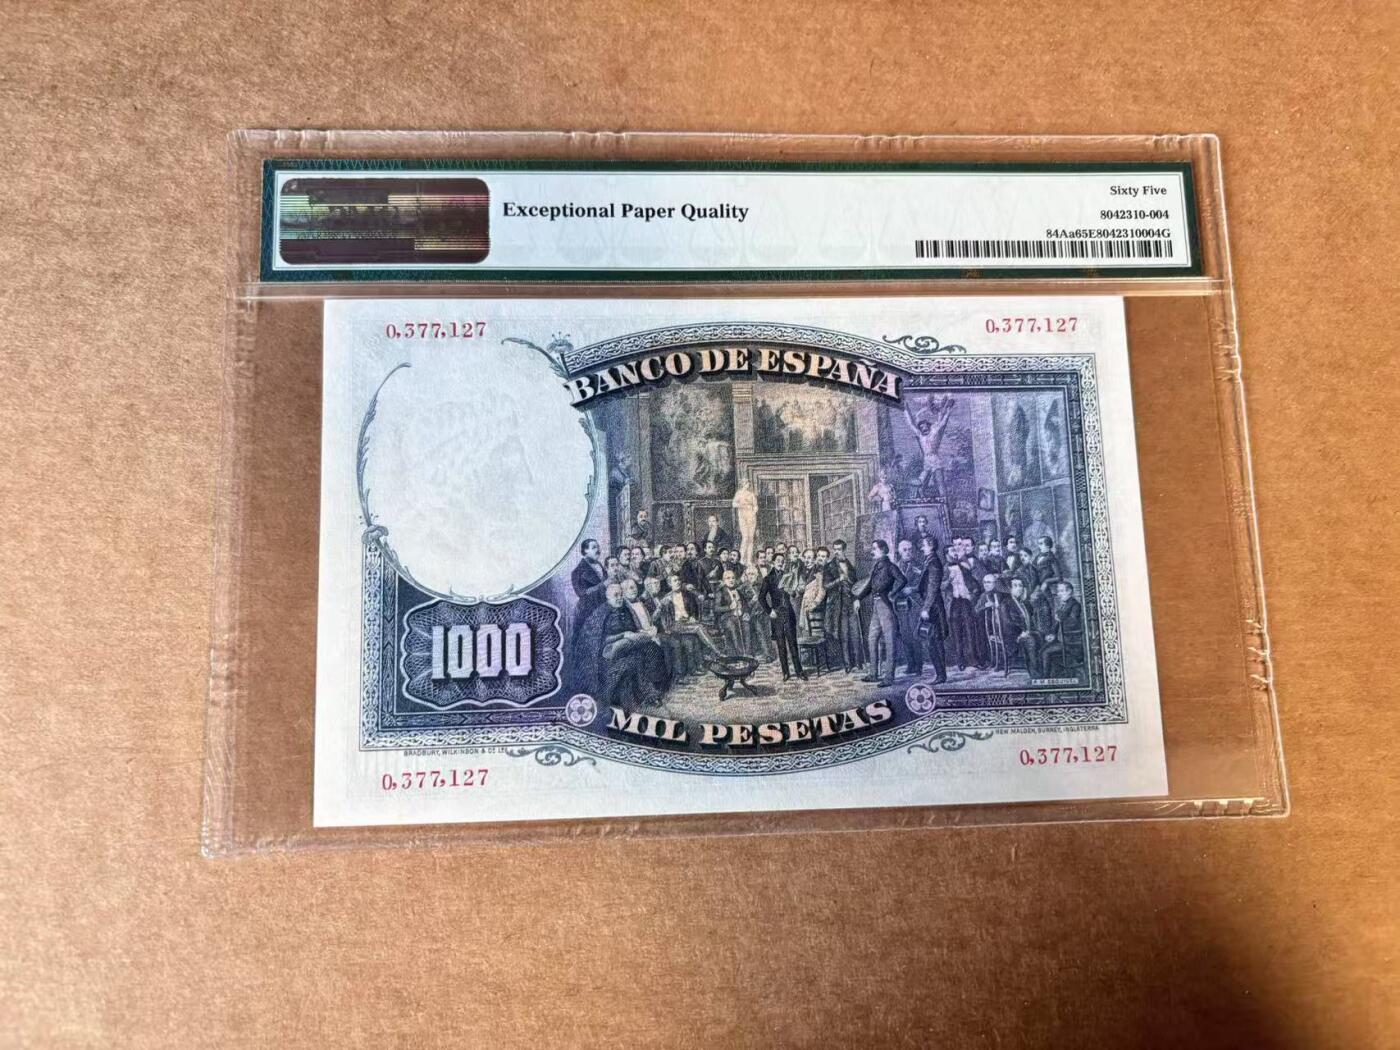 Exceptional Paper Quality
Sixty Five
8042310-004
84Aa65E8042310004G
0,377,127
0,377,127
BANCO DE ESPAÑA
1000
MIL PESETAS
BRADBURY, WILKINSON & Cº Lᴅ
NEW MALDEN, SURREY, INGLATERRA
0,377,127
0,377,127